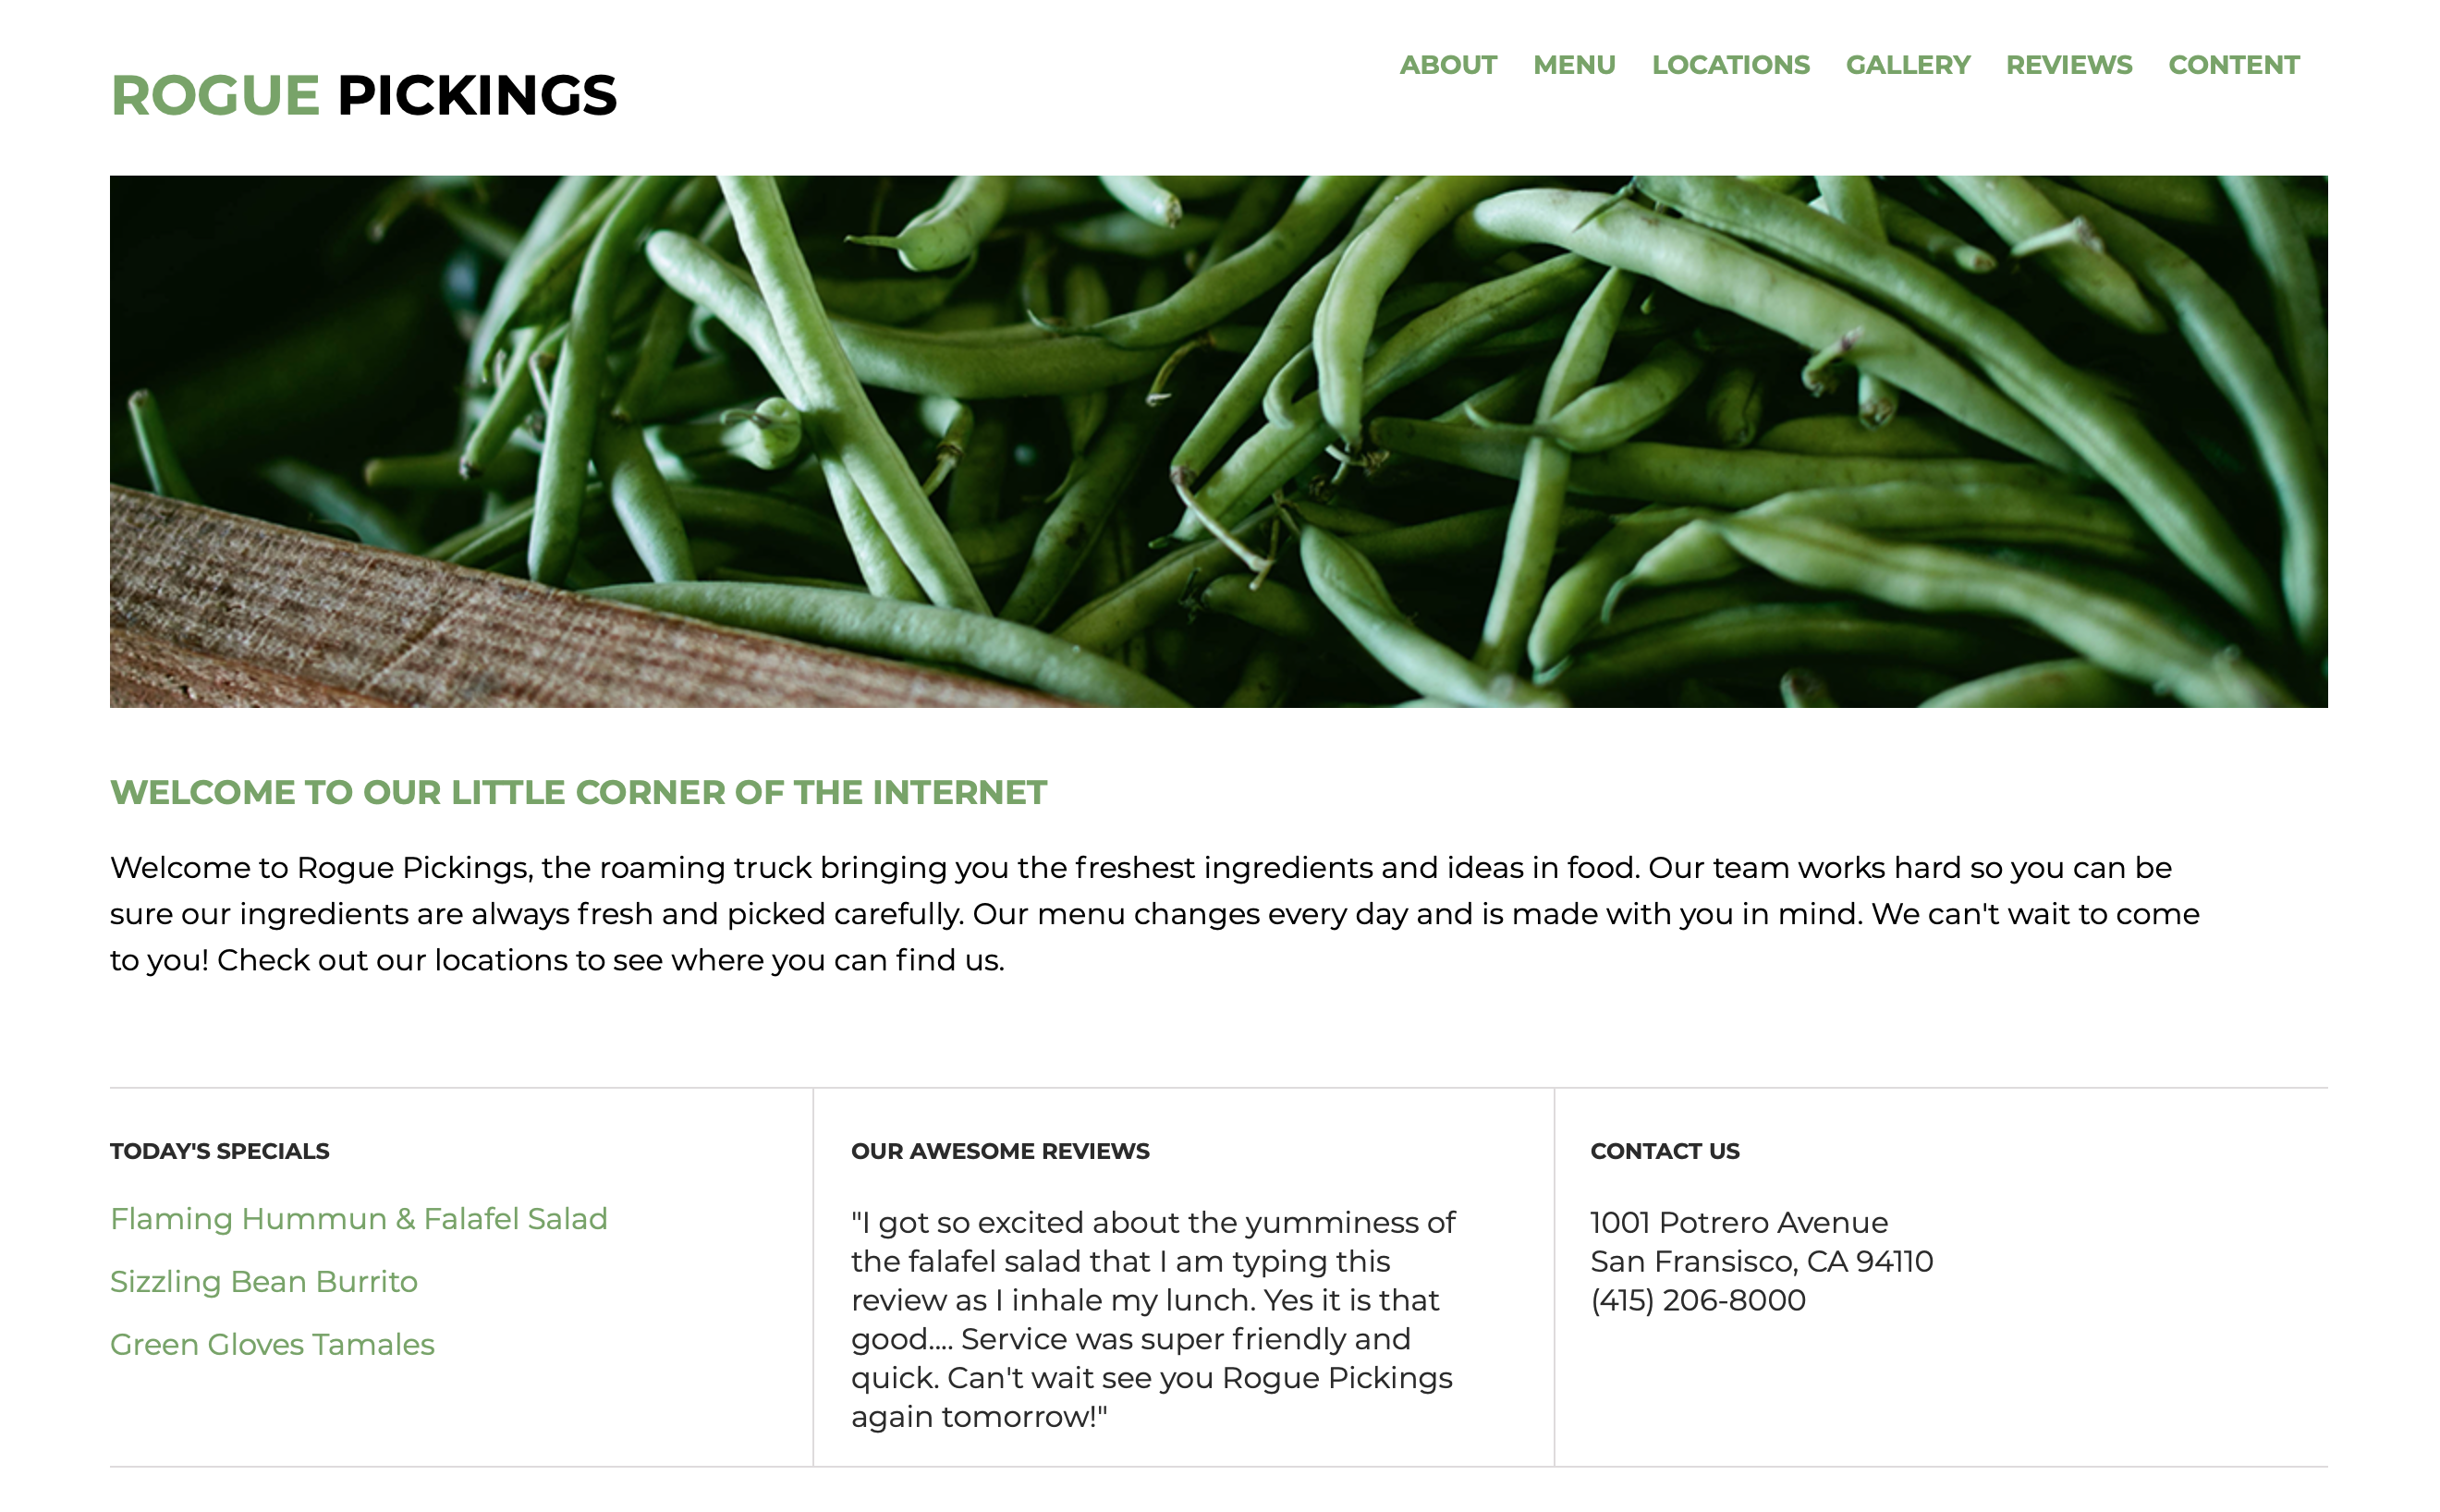 ROGUE PICKINGS
ABOUT MENU LOCATIONS GALLERY REVIEWS CONTENT
WELCOME TO OUR LITTLE CORNER OF THE INTERNET
Welcome to Rogue Pickings, the roaming truck bringing you the freshest ingredients and ideas in food. Our team works hard so you can be
sure our ingredients are always fresh and picked carefully. Our menu changes every day and is made with you in mind. We can't wait to come
to you! Check out our locations to see where you can find us.
TODAY'S SPECIALS
Flaming Hummun & Falafel Salad
Sizzling Bean Burrito
Green Gloves Tamales
OUR AWESOME REVIEWS
"I got so excited about the yumminess of
the falafel salad that I am typing this
review as I inhale my lunch. Yes it is that
good.... Service was super friendly and
quick. Can't wait see you Rogue Pickings
again tomorrow!"
CONTACT US
1001 Potrero Avenue
San Fransisco, CA 94110
(415) 206-8000